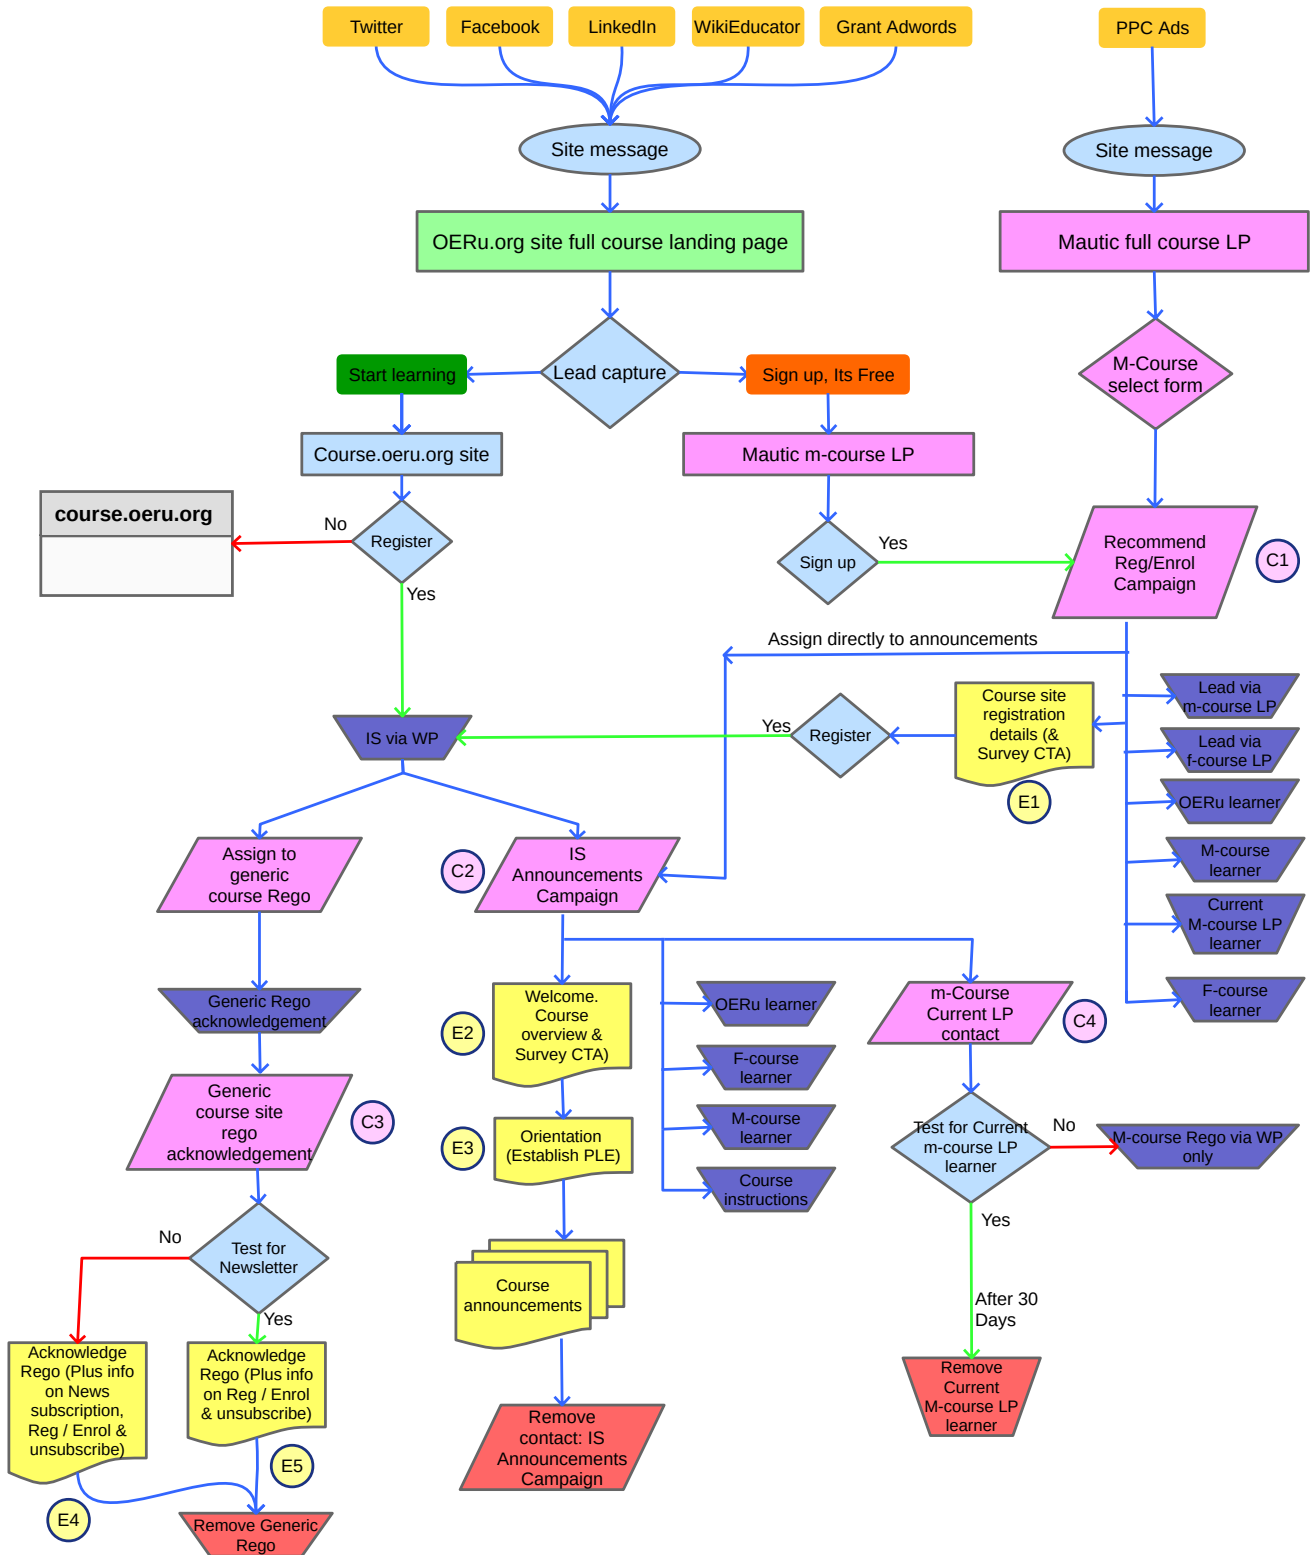 Twitter
Facebook
LinkedIn
WikiEducator
Grant Adwords
PPC Ads
Site message
Site message
OERu.org site full course landing page
Mautic full course LP
Lead capture
Start learning
Sign up, Its Free
M-Course
select form
Course.oeru.org site
Mautic m-course LP
course.oeru.org
No
Register
Yes
Sign up
Yes
Recommend
Reg/Enrol
Campaign
C1
Assign directly to announcements
Lead via
m-course LP
Course site
registration
details (&
Survey CTA)
E1
Register
Yes
IS via WP
Lead via
f-course LP
OERu learner
M-course
learner
Current
M-course LP
learner
F-course
learner
Assign to
generic
course Rego
C2
IS
Announcements
Campaign
Generic Rego
acknowledgement
E2
Welcome.
Course
overview &
Survey CTA)
OERu learner
m-Course
Current LP
contact
C4
F-course
learner
Generic
course site
rego
acknowledgement
C3
E3
Orientation
(Establish PLE)
M-course
learner
Course
instructions
Test for Current
m-course LP
learner
No
M-course Rego via WP
only
Yes
No
Test for
Newsletter
Yes
Course
announcements
After 30
Days
Acknowledge
Rego (Plus info
on News
subscription,
Reg / Enrol &
unsubscribe)
Acknowledge
Rego (Plus info
on Reg / Enrol
& unsubscribe)
Remove
Current
M-course LP
learner
Remove
contact: IS
Announcements
Campaign
E5
E4
Remove Generic
Rego